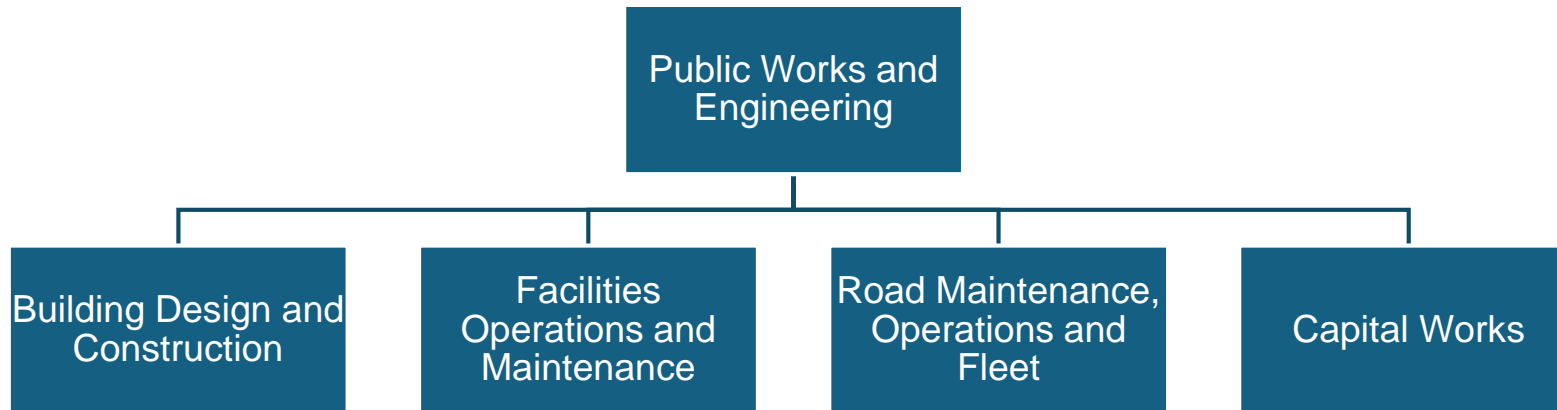 Public Works and
Engineering
Building Design and
Construction
Facilities
Operations and
Maintenance
Road Maintenance,
Operations and
Fleet
Capital Works